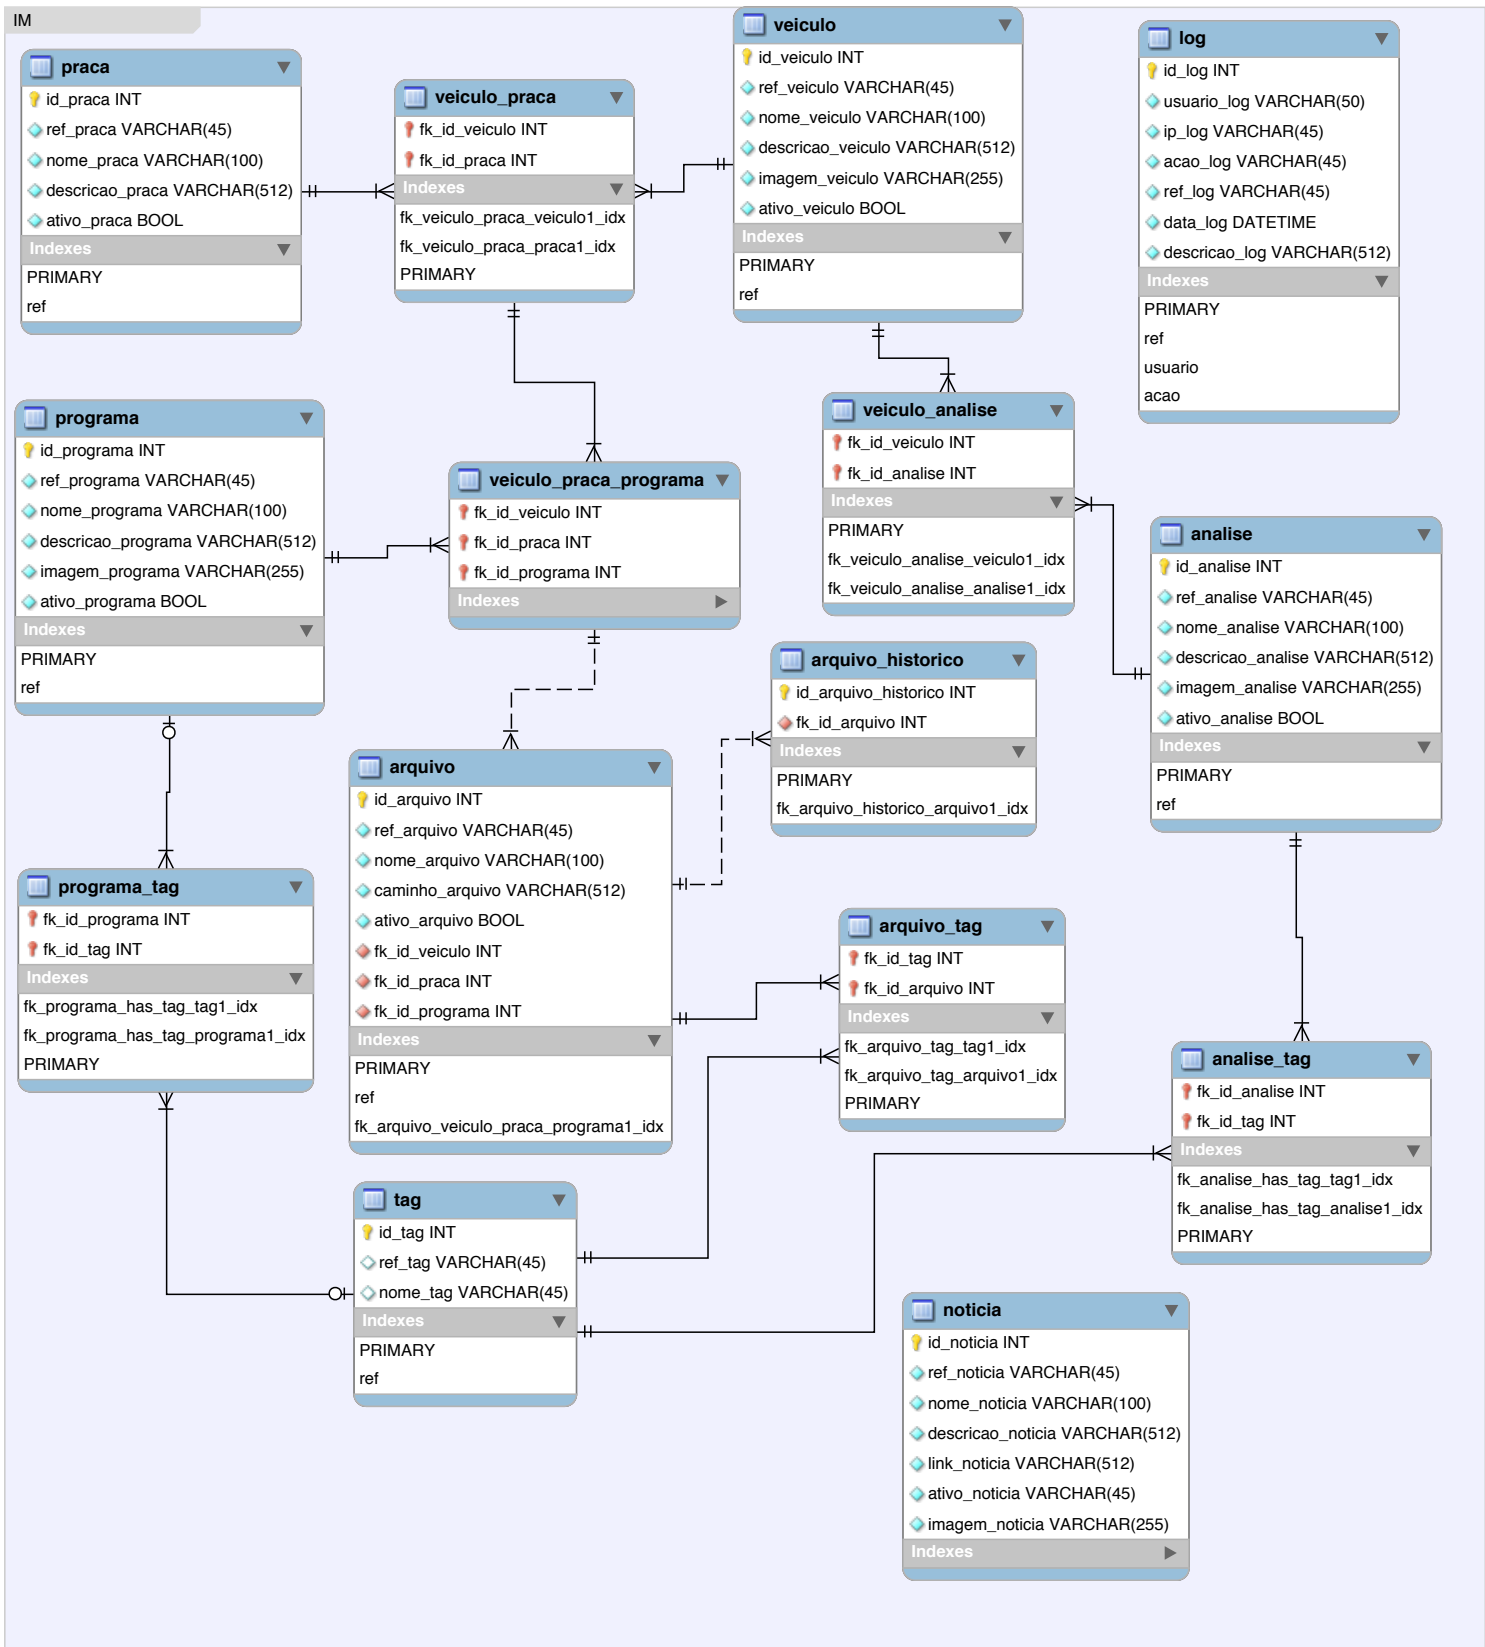 IM
praca
id_praca INT
ref_praca VARCHAR(45)
nome_praca VARCHAR(100)
descricao_praca VARCHAR(512)
ativo_praca BOOL
Indexes
PRIMARY
ref
veiculo_praca
fk_id_veiculo INT
fk_id_praca INT
Indexes
fk_veiculo_praca_veiculo1_idx
fk_veiculo_praca_praca1_idx
PRIMARY
veiculo
id_veiculo INT
ref_veiculo VARCHAR(45)
nome_veiculo VARCHAR(100)
descricao_veiculo VARCHAR(512)
imagem_veiculo VARCHAR(255)
ativo_veiculo BOOL
Indexes
PRIMARY
ref
log
id_log INT
usuario_log VARCHAR(50)
ip_log VARCHAR(45)
acao_log VARCHAR(45)
ref_log VARCHAR(45)
data_log DATETIME
descricao_log VARCHAR(512)
Indexes
PRIMARY
ref
usuario
acao
programa
id_programa INT
ref_programa VARCHAR(45)
nome_programa VARCHAR(100)
descricao_programa VARCHAR(512)
imagem_programa VARCHAR(255)
ativo_programa BOOL
Indexes
PRIMARY
ref
veiculo_praca_programa
fk_id_veiculo INT
fk_id_praca INT
fk_id_programa INT
Indexes
veiculo_analise
fk_id_veiculo INT
fk_id_analise INT
Indexes
PRIMARY
fk_veiculo_analise_veiculo1_idx
fk_veiculo_analise_analise1_idx
analise
id_analise INT
ref_analise VARCHAR(45)
nome_analise VARCHAR(100)
descricao_analise VARCHAR(512)
imagem_analise VARCHAR(255)
ativo_analise BOOL
Indexes
PRIMARY
ref
arquivo_historico
id_arquivo_historico INT
fk_id_arquivo INT
Indexes
PRIMARY
fk_arquivo_historico_arquivo1_idx
arquivo
id_arquivo INT
ref_arquivo VARCHAR(45)
nome_arquivo VARCHAR(100)
caminho_arquivo VARCHAR(512)
ativo_arquivo BOOL
fk_id_veiculo INT
fk_id_praca INT
fk_id_programa INT
Indexes
PRIMARY
ref
fk_arquivo_veiculo_praca_programa1_idx
programa_tag
fk_id_programa INT
fk_id_tag INT
Indexes
fk_programa_has_tag_tag1_idx
fk_programa_has_tag_programa1_idx
PRIMARY
arquivo_tag
fk_id_tag INT
fk_id_arquivo INT
Indexes
fk_arquivo_tag_tag1_idx
fk_arquivo_tag_arquivo1_idx
PRIMARY
analise_tag
fk_id_analise INT
fk_id_tag INT
Indexes
fk_analise_has_tag_tag1_idx
fk_analise_has_tag_analise1_idx
PRIMARY
tag
id_tag INT
ref_tag VARCHAR(45)
nome_tag VARCHAR(45)
Indexes
PRIMARY
ref
noticia
id_noticia INT
ref_noticia VARCHAR(45)
nome_noticia VARCHAR(100)
descricao_noticia VARCHAR(512)
link_noticia VARCHAR(512)
ativo_noticia VARCHAR(45)
imagem_noticia VARCHAR(255)
Indexes